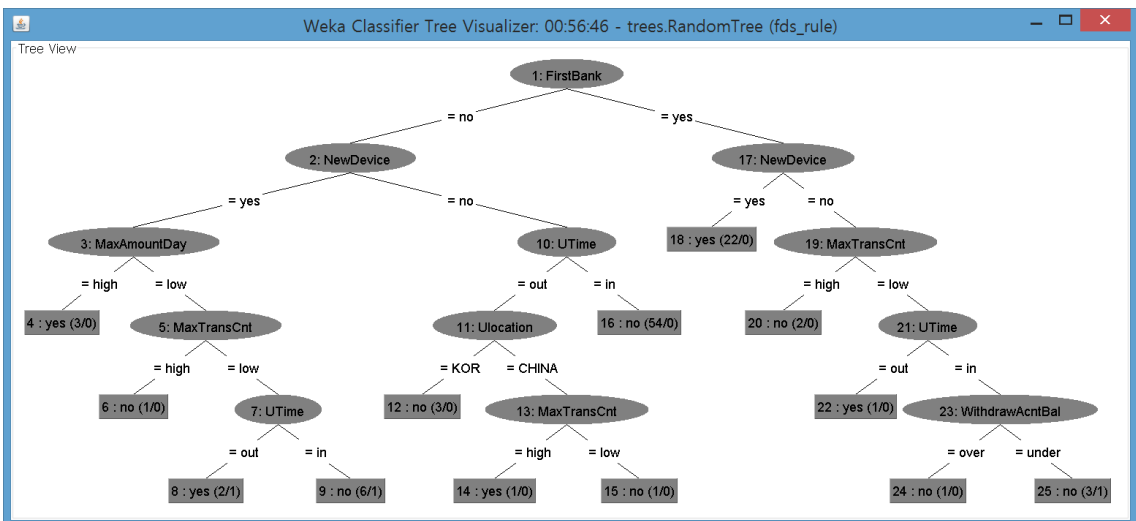 Weka Classifier Tree Visualizer: 00:56:46 - trees.RandomTree (fds_rule)
Tree View
1: FirstBank
= no
= yes
2: NewDevice
17: NewDevice
= yes
= no
= yes
= no
3: MaxAmountDay
10: UTime
18 : yes (22/0)
19: MaxTransCnt
= high
= low
= out
= in
= high
= low
4 : yes (3/0)
5: MaxTransCnt
11: Ulocation
16 : no (54/0)
20 : no (2/0)
21: UTime
= high
= low
= KOR
= CHINA
= out
= in
6 : no (1/0)
7: UTime
12 : no (3/0)
13: MaxTransCnt
22 : yes (1/0)
23: WithdrawAcntBal
= out
= in
= high
= low
= over
= under
8 : yes (2/1)
9 : no (6/1)
14 : yes (1/0)
15 : no (1/0)
24 : no (1/0)
25 : no (3/1)